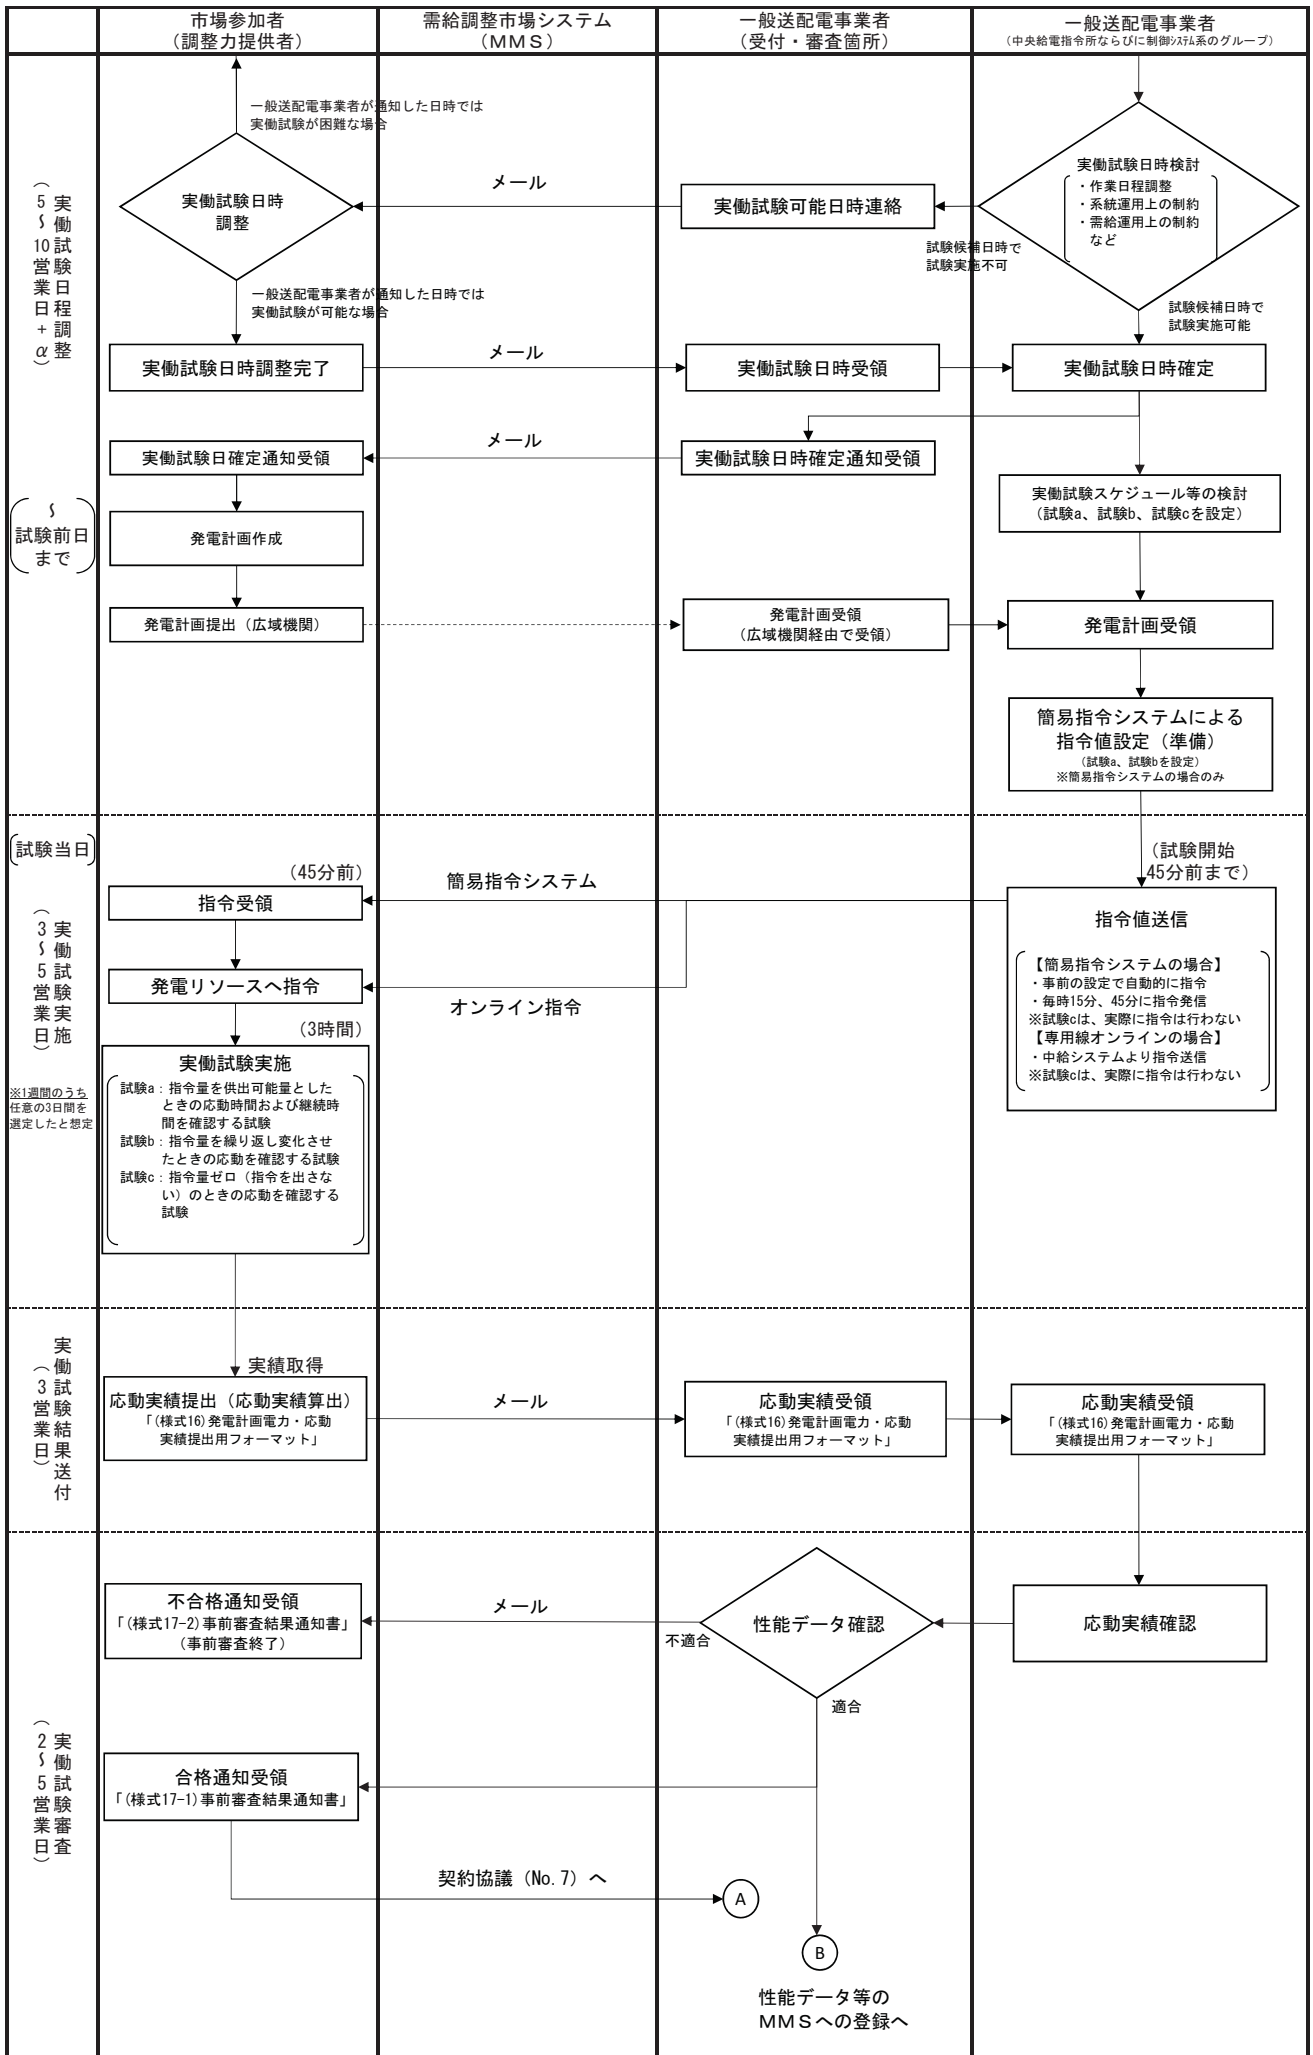 市場参加者
（調整力提供者）
需給調整市場システム
（ＭＭＳ）
一般送配電事業者
（受付・審査箇所）
一般送配電事業者
（中央給電指令所ならびに制御ｼｽﾃﾑ系のグループ）
実働試験日程調整
（５～10営業日+α）
一般送配電事業者が通知した日時では
実働試験が困難な場合
実働試験日時
調整
メール
実働試験可能日時連絡
実働試験日時検討
・作業日程調整
・系統運用上の制約
・需給運用上の制約
など
試験候補日時で
試験実施不可
一般送配電事業者が通知した日時では
実働試験が可能な場合
試験候補日時で
試験実施可能
実働試験日時調整完了
メール
実働試験日時受領
実働試験日時確定
実働試験日確定通知受領
メール
実働試験日時確定通知受領
～
試験前日
まで
実働試験スケジュール等の検討
（試験a、試験b、試験cを設定）
発電計画作成
発電計画提出（広域機関）
発電計画受領
（広域機関経由で受領）
発電計画受領
簡易指令システムによる
指令値設定（準備）
（試験a、試験bを設定）
※簡易指令システムの場合のみ
試験当日
実働試験実施
（３～５営業日）
※1週間のうち
任意の3日間を
選定したと想定
（45分前）
簡易指令システム
（試験開始
45分前まで）
指令受領
発電リソースへ指令
オンライン指令
指令値送信
【簡易指令システムの場合】
・事前の設定で自動的に指令
・毎時15分、45分に指令発信
※試験cは、実際に指令は行わない
【専用線オンラインの場合】
・中給システムより指令送信
※試験cは、実際に指令は行わない
（3時間）
実働試験実施
試験a：指令量を供出可能量とした
ときの応動時間および継続時
間を確認する試験
試験b：指令量を繰り返し変化させ
たときの応動を確認する試験
試験c：指令量ゼロ（指令を出さな
い）のときの応動を確認する
試験
実働試験結果送付
（３営業日）
実績取得
応動実績提出（応動実績算出）
「(様式16)発電計画電力・応動
実績提出用フォーマット」
メール
応動実績受領
「(様式16)発電計画電力・応動
実績提出用フォーマット」
応動実績受領
「(様式16)発電計画電力・応動
実績提出用フォーマット」
実働試験審査
（２～５営業日）
不合格通知受領
「(様式17-2)事前審査結果通知書」
（事前審査終了）
メール
不適合
性能データ確認
応動実績確認
適合
合格通知受領
「(様式17-1)事前審査結果通知書」
契約協議（No.7）へ
A
B
性能データ等の
ＭＭＳへの登録へ